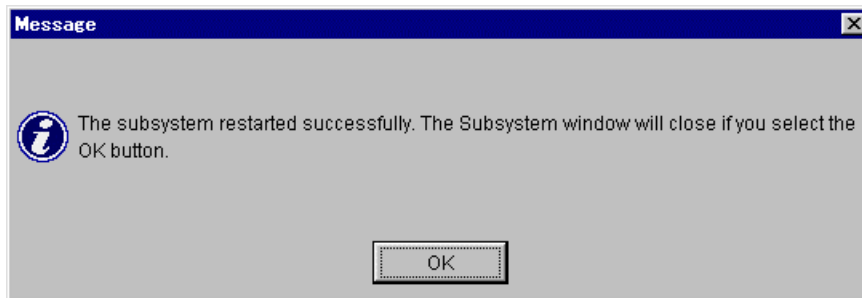 Message
The subsystem restarted successfully. The Subsystem window will close if you select the
OK button.
OK